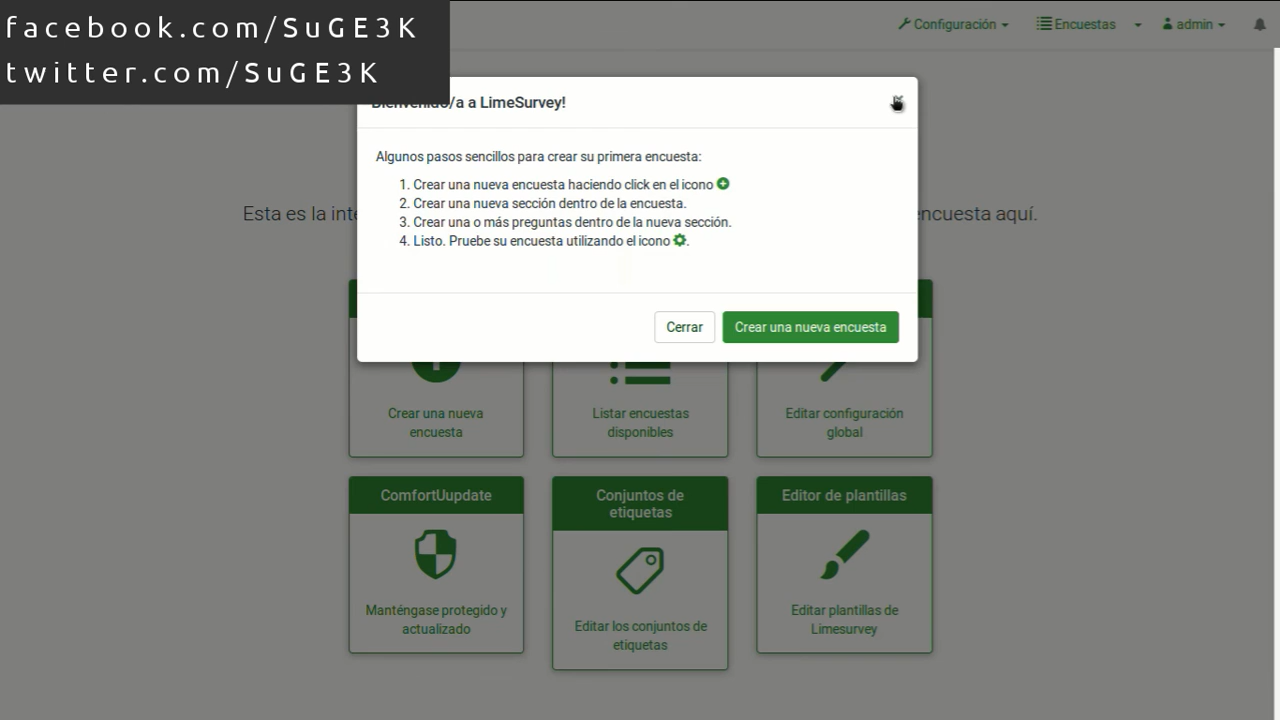 facebook.com/SuGE3K
twitter.com/SuGE3K
Configuración
Encuestas
admin
Bienvenido/a a LimeSurvey!
Algunos pasos sencillos para crear su primera encuesta:
1. Crear una nueva encuesta haciendo click en el icono
2. Crear una nueva sección dentro de la encuesta.
3. Crear una o más preguntas dentro de la nueva sección.
4. Listo. Pruebe su encuesta utilizando el icono .
Esta es la
encuesta aquí.
Cerrar
Crear una nueva encuesta
Crear una nueva
encuesta
Listar encuestas
disponibles
Editar configuración
global
ComfortUupdate
Conjuntos de
etiquetas
Editor de plantillas
Manténgase protegido y
actualizado
Editar los conjuntos de
etiquetas
Editar plantillas de
Limesurvey